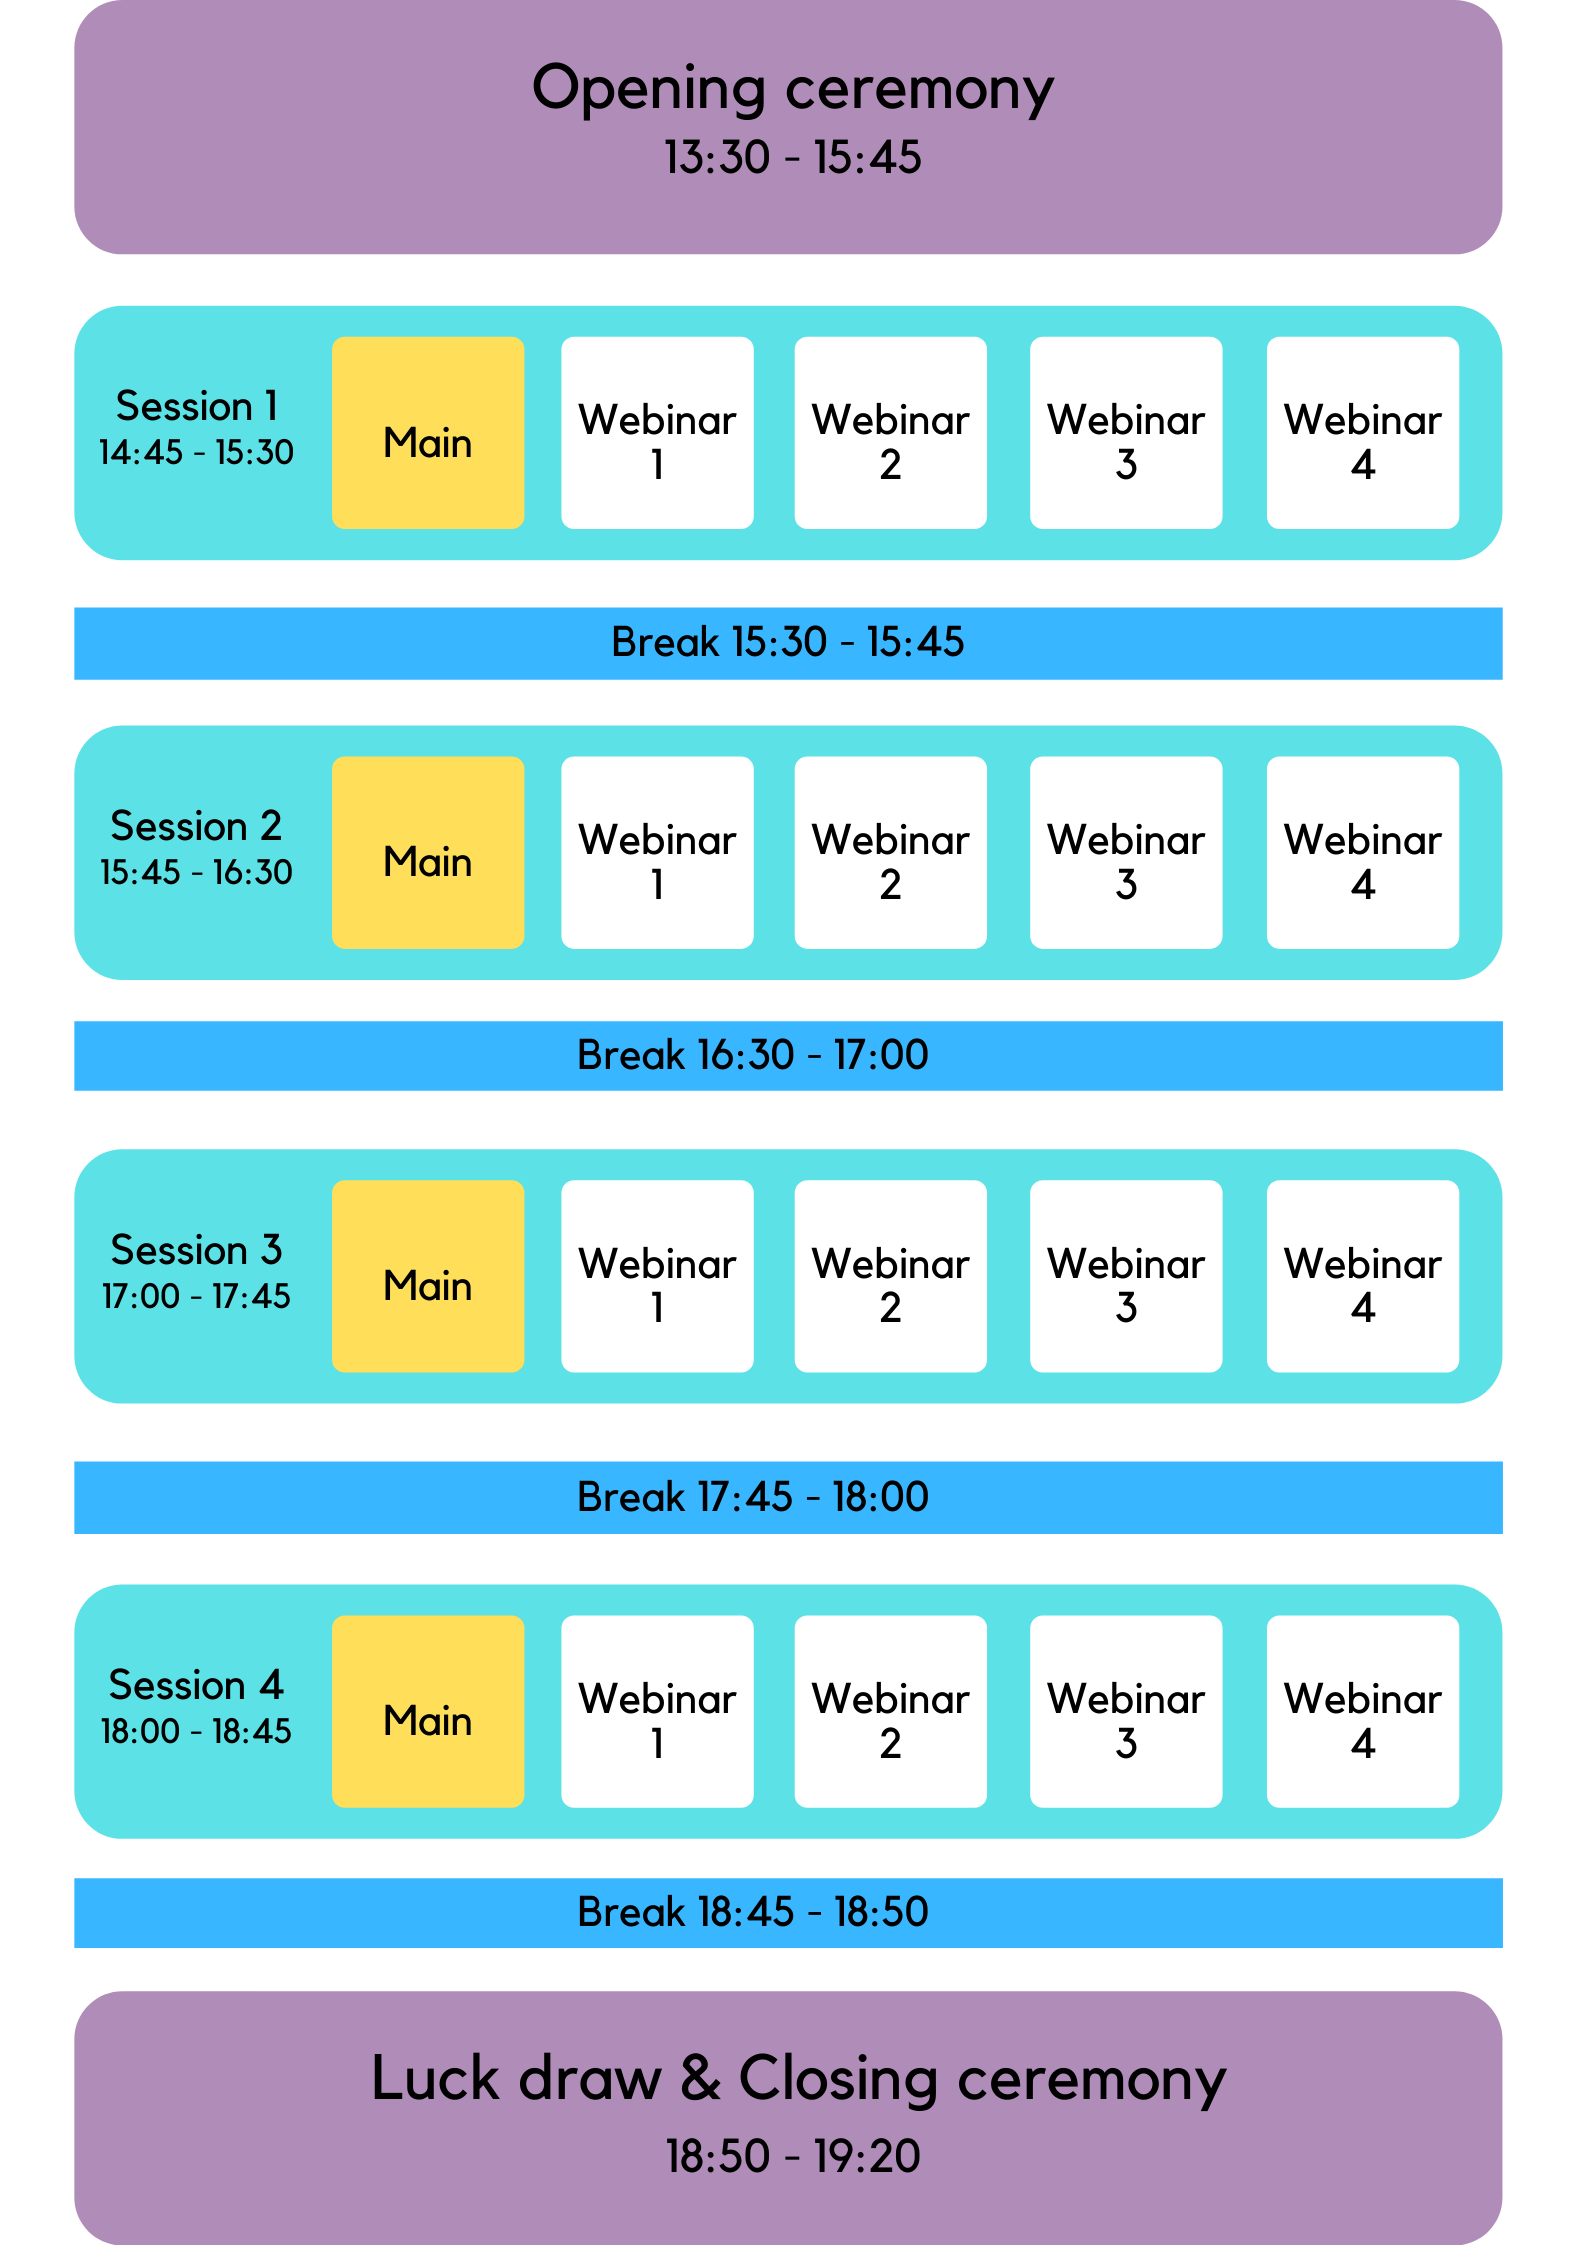 Opening ceremony
13:30 - 15:45
Session 1
14:45 - 15:30
Main
Webinar
1
Webinar
2
Webinar
3
Webinar
4
Break 15:30 - 15:45
Session 2
15:45 - 16:30
Main
Webinar
1
Webinar
2
Webinar
3
Webinar
4
Break 16:30 - 17:00
Session 3
17:00 - 17:45
Main
Webinar
1
Webinar
2
Webinar
3
Webinar
4
Break 17:45 - 18:00
Session 4
18:00 - 18:45
Main
Webinar
1
Webinar
2
Webinar
3
Webinar
4
Break 18:45 - 18:50
Luck draw & Closing ceremony
18:50 - 19:20